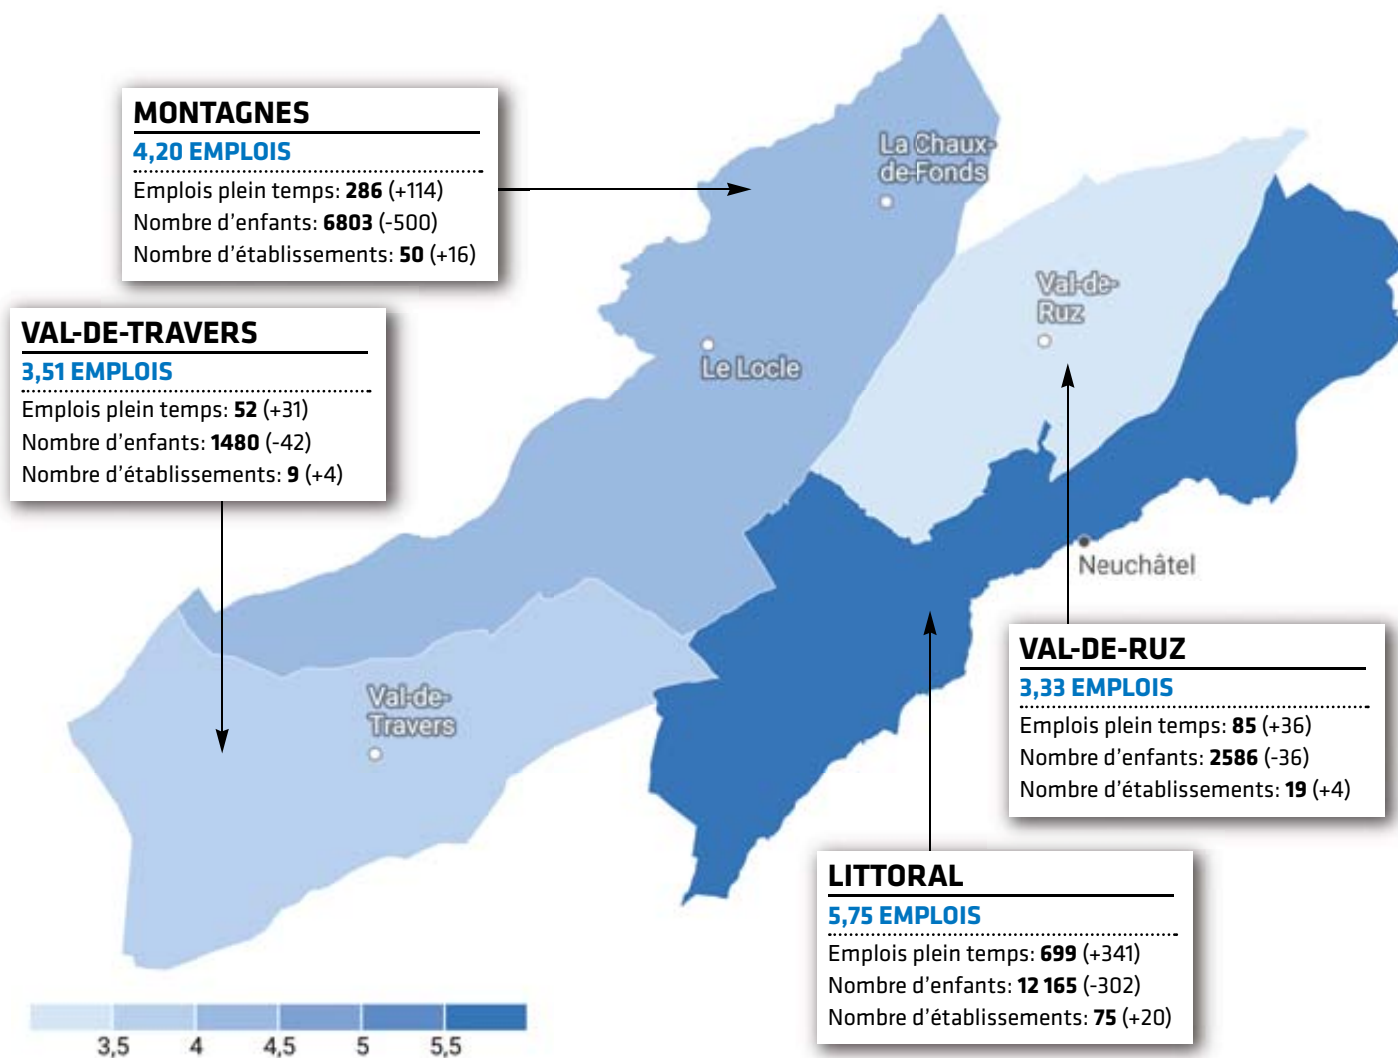 MONTAGNES
4,20 EMPLOIS
Emplois plein temps: 286 (+114)
Nombre d'enfants: 6803 (-500)
Nombre d'établissements: 50 (+16)
La Chaux-
de-Fonds
Val-de-
Ruz
VAL-DE-TRAVERS
3,51 EMPLOIS
Emplois plein temps: 52 (+31)
Nombre d'enfants: 1480 (-42)
Nombre d'établissements: 9 (+4)
Le Locle
Neuchâtel
Val-de-
Travers
VAL-DE-RUZ
3,33 EMPLOIS
Emplois plein temps: 85 (+36)
Nombre d'enfants: 2586 (-36)
Nombre d'établissements: 19 (+4)
LITTORAL
5,75 EMPLOIS
Emplois plein temps: 699 (+341)
Nombre d'enfants: 12 165 (-302)
Nombre d'établissements: 75 (+20)
3,5 4 4,5 5 5,5